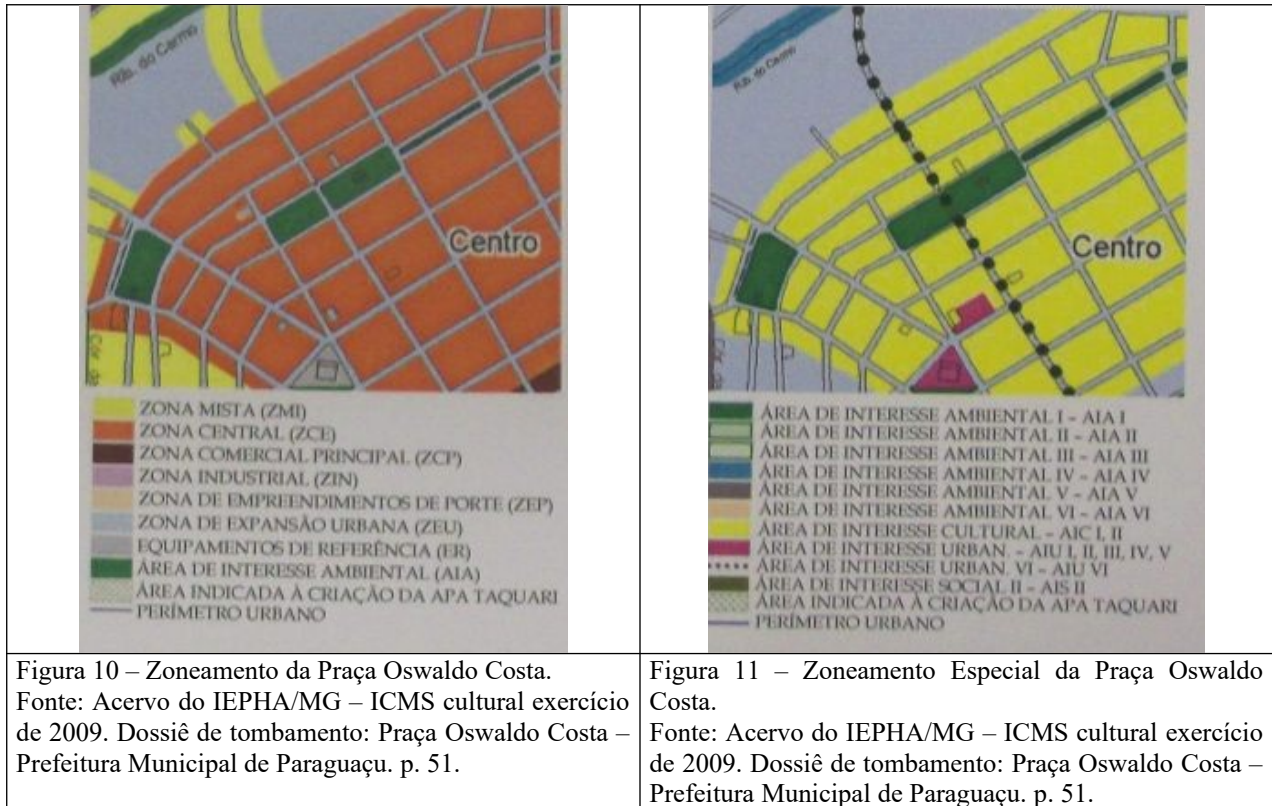 Rib. do Carmo
Centro
ZONA MISTA (ZMI)
ZONA CENTRAL (ZCE)
ZONA COMERCIAL PRINCIPAL (ZCP)
ZONA INDUSTRIAL (ZIN)
ZONA DE EMPREENDIMENTOS DE PORTE (ZEP)
ZONA DE EXPANSÃO URBANA (ZEU)
EQUIPAMENTOS DE REFERÊNCIA (ER)
ÁREA DE INTERESSE AMBIENTAL (AIA)
ÁREA INDICADA À CRIAÇÃO DA APA TAQUARI
PERÍMETRO URBANO
Figura 10 – Zoneamento da Praça Oswaldo Costa.
Fonte: Acervo do IEPHA/MG – ICMS cultural exercício
de 2009. Dossiê de tombamento: Praça Oswaldo Costa –
Prefeitura Municipal de Paraguaçu. p. 51.
Rib. do Carmo
Centro
ÁREA DE INTERESSE AMBIENTAL I – AIA I
ÁREA DE INTERESSE AMBIENTAL II – AIA II
ÁREA DE INTERESSE AMBIENTAL III – AIA III
ÁREA DE INTERESSE AMBIENTAL IV – AIA IV
ÁREA DE INTERESSE AMBIENTAL V – AIA V
ÁREA DE INTERESSE AMBIENTAL VI – AIA VI
ÁREA DE INTERESSE CULTURAL – AIC I, II
ÁREA DE INTERESSE URBAN. – AIU I, II, III, IV, V
ÁREA DE INTERESSE URBAN. VI – AIU VI
ÁREA DE INTERESSE SOCIAL II – AIS II
ÁREA INDICADA À CRIAÇÃO DA APA TAQUARI
PERÍMETRO URBANO
Figura 11 – Zoneamento Especial da Praça Oswaldo
Costa.
Fonte: Acervo do IEPHA/MG – ICMS cultural exercício
de 2009. Dossiê de tombamento: Praça Oswaldo Costa –
Prefeitura Municipal de Paraguaçu. p. 51.